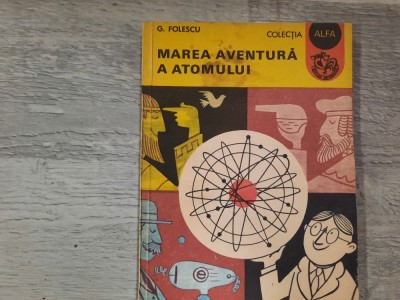 G. FOLESCU
COLECȚIA ALFA
MAREA AVENTURĂ
A ATOMULUI